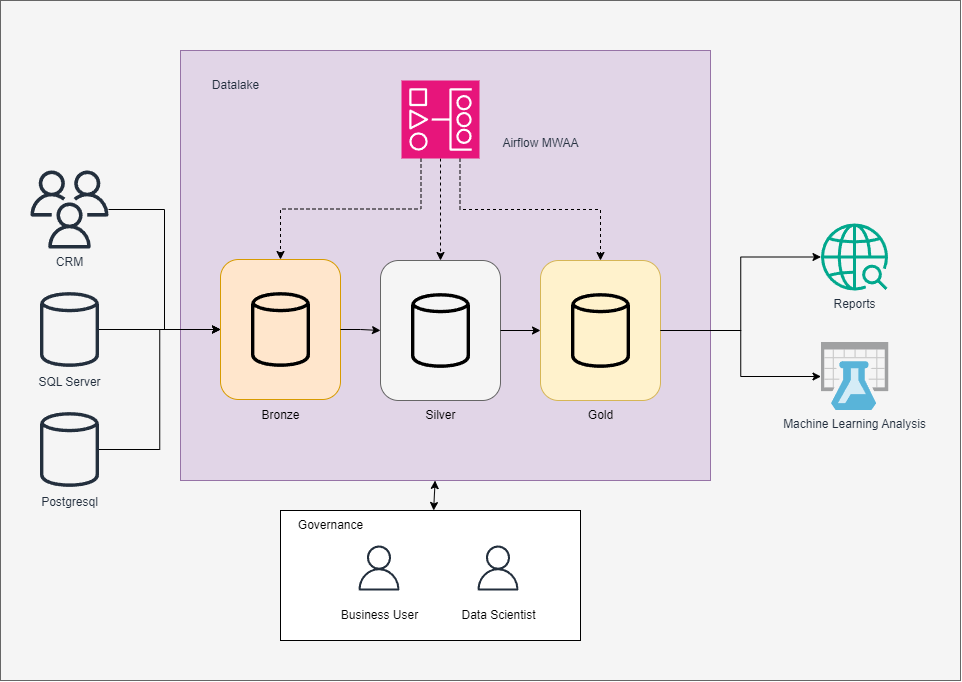 Datalake
Airflow MWAA
CRM
SQL Server
Postgresql
Bronze
Silver
Gold
Reports
Machine Learning Analysis
Governance
Business User
Data Scientist